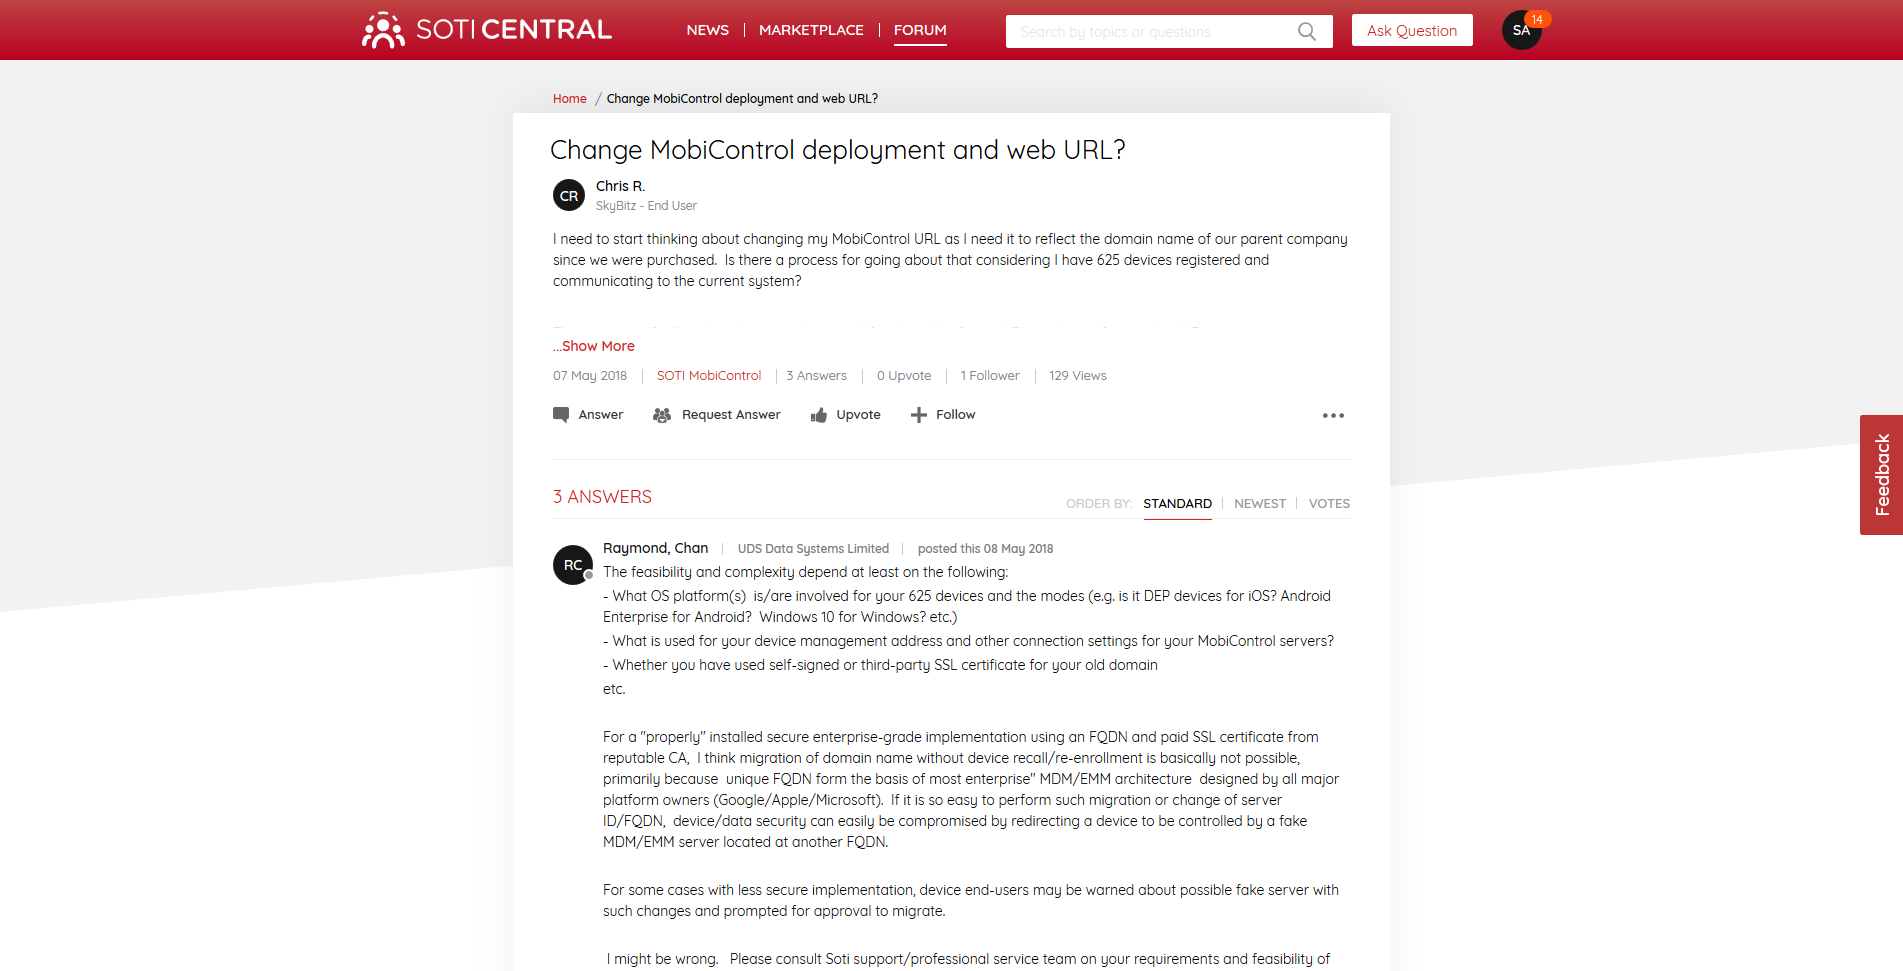 SOTI CENTRAL
NEWS
MARKETPLACE
FORUM
Search by topics or questions
Ask Question
SA
14
Home / Change MobiControl deployment and web URL?
Change MobiControl deployment and web URL?
CR
Chris R.
SkyBitz - End User
I need to start thinking about changing my MobiControl URL as I need it to reflect the domain name of our parent company
since we were purchased.  Is there a process for going about that considering I have 625 devices registered and
communicating to the current system?
...Show More
07 May 2018
SOTI MobiControl
3 Answers
0 Upvote
1 Follower
129 Views
Answer
Request Answer
Upvote
Follow
Feedback
3 ANSWERS
ORDER BY:
STANDARD
NEWEST
VOTES
RC
Raymond, Chan
UDS Data Systems Limited
posted this 08 May 2018
The feasibility and complexity depend at least on the following:
- What OS platform(s)  is/are involved for your 625 devices and the modes (e.g. is it DEP devices for iOS? Android
Enterprise for Android?  Windows 10 for Windows? etc.)
- What is used for your device management address and other connection settings for your MobiControl servers?
- Whether you have used self-signed or third-party SSL certificate for your old domain
etc.
For a "properly" installed secure enterprise-grade implementation using an FQDN and paid SSL certificate from
reputable CA,  I think migration of domain name without device recall/re-enrollment is basically not possible,
primarily because  unique FQDN form the basis of most enterprise" MDM/EMM architecture  designed by all major
platform owners (Google/Apple/Microsoft).  If it is so easy to perform such migration or change of server
ID/FQDN,  device/data security can easily be compromised by redirecting a device to be controlled by a fake
MDM/EMM server located at another FQDN.
For some cases with less secure implementation, device end-users may be warned about possible fake server with
such changes and prompted for approval to migrate.
I might be wrong.   Please consult Soti support/professional service team on your requirements and feasibility of